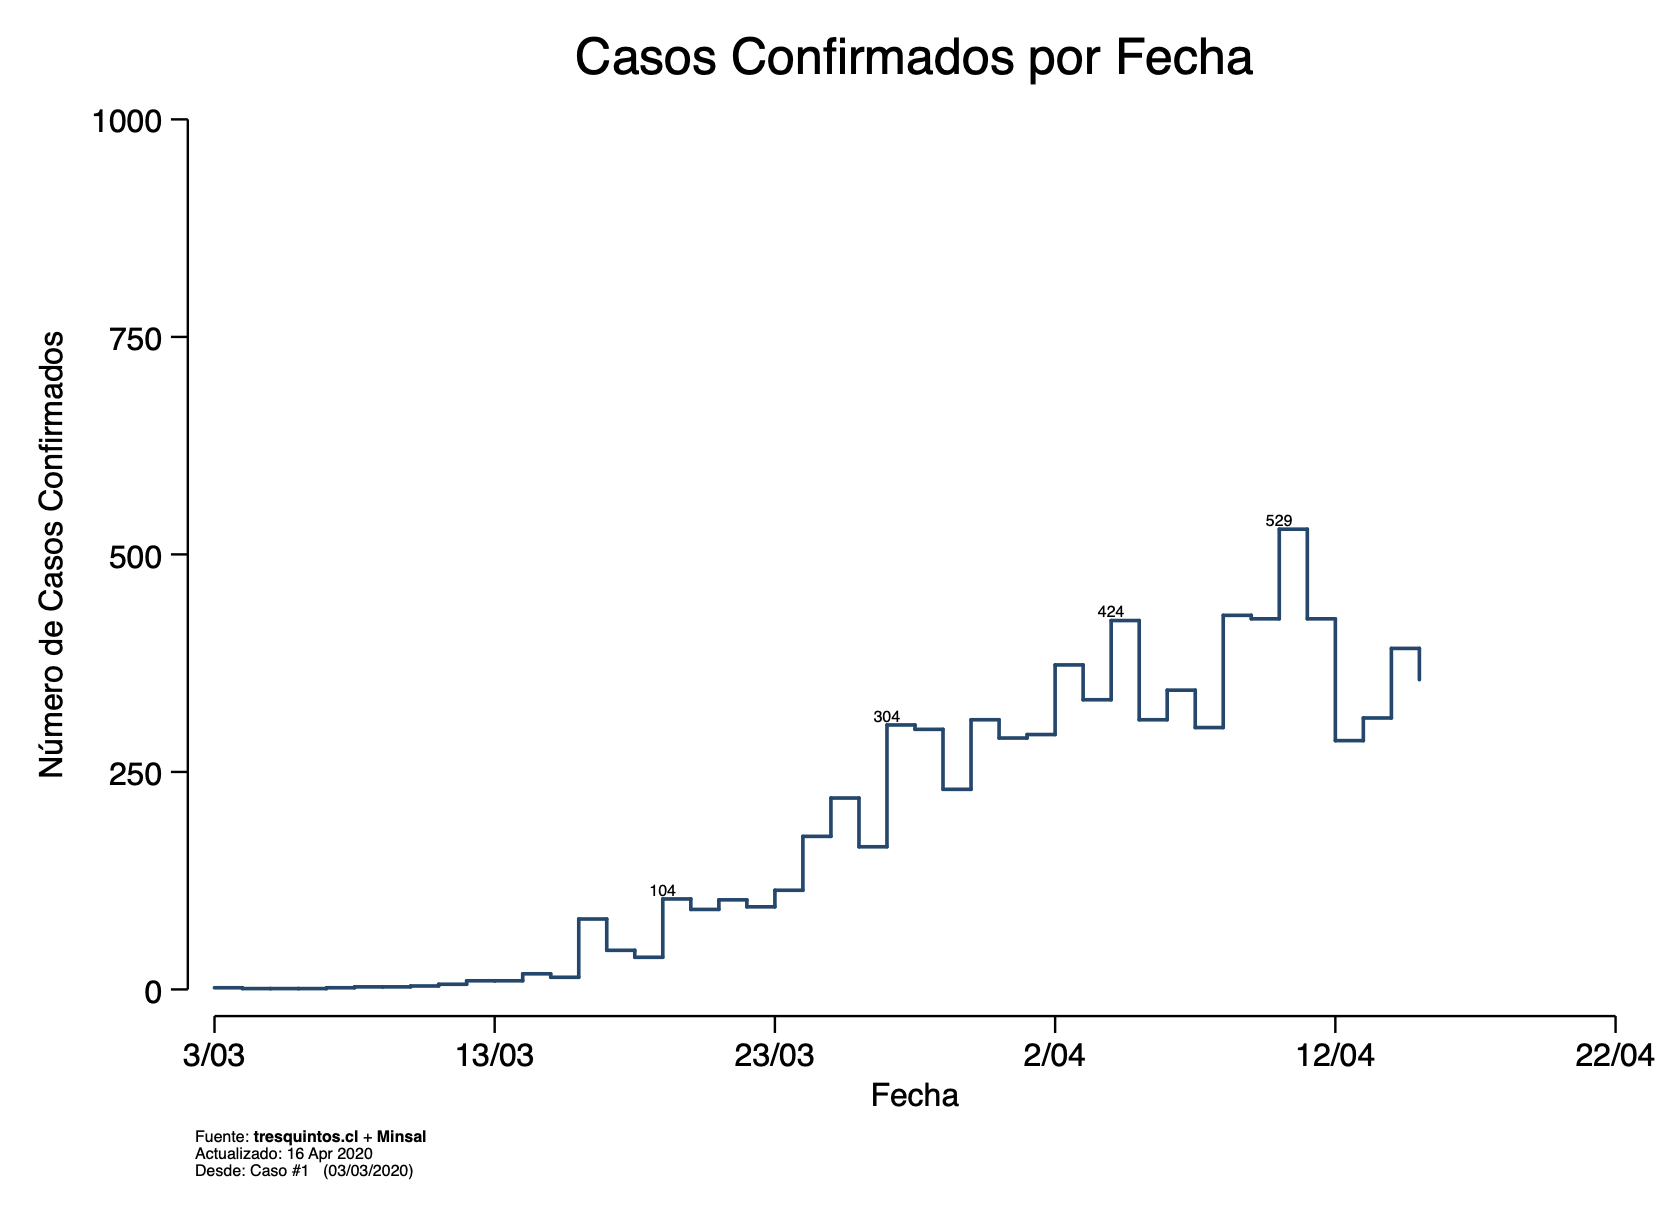 Casos Confirmados por Fecha
1000
750
500
250
0
Número de Casos Confirmados
104
304
424
529
3/03
13/03
23/03
2/04
12/04
22/04
Fecha
Fuente: tresquintos.cl + Minsal
Actualizado: 16 Apr 2020
Desde: Caso #1 (03/03/2020)